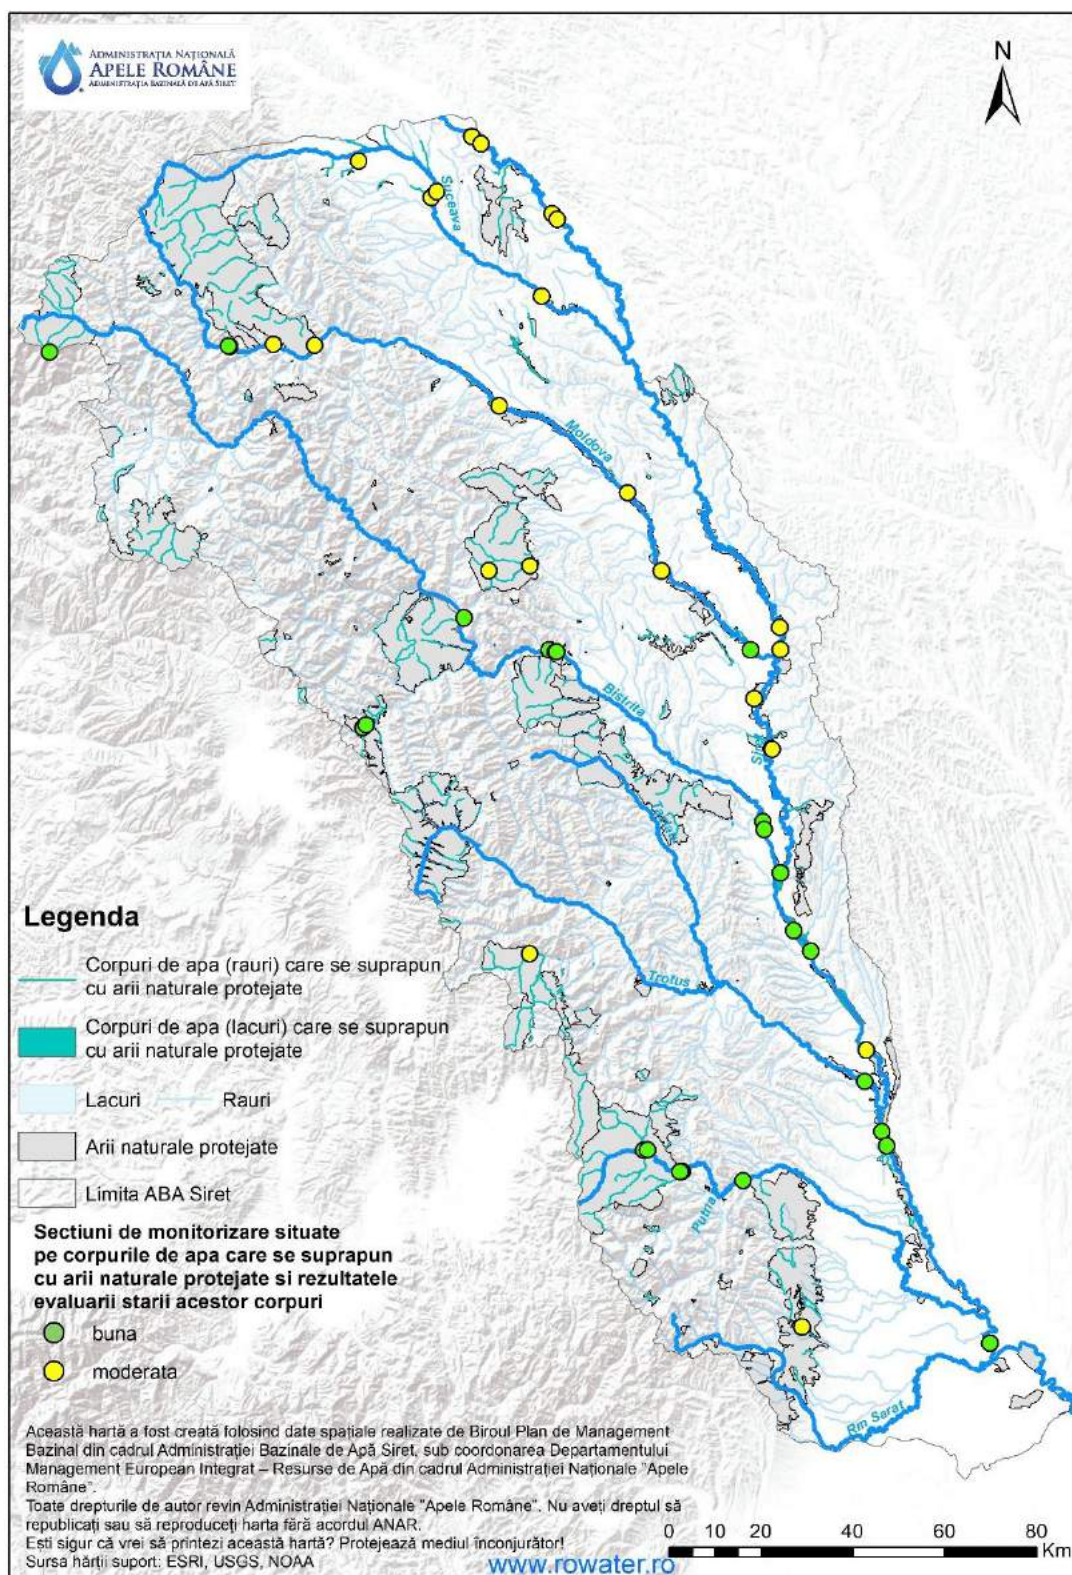 ADMINISTRAȚIA NAȚIONALĂ
APELE ROMÂNE
ADMINISTRAȚIA BAZINALĂ DE APĂ SIRET
N
Suceava
Moldova
Bistrita
Siret
Trotus
Putna
Rm Sarat
Legenda
Corpuri de apa (rauri) care se suprapun
cu arii naturale protejate
Corpuri de apa (lacuri) care se suprapun
cu arii naturale protejate
Lacuri Rauri
Arii naturale protejate
Limita ABA Siret
Sectiuni de monitorizare situate
pe corpurile de apa care se suprapun
cu arii naturale protejate si rezultatele
evaluarii starii acestor corpuri
buna
moderata
Această hartă a fost creată folosind date spațiale realizate de Biroul Plan de Management
Bazinal din cadrul Administrației Bazinale de Apă Siret, sub coordonarea Departamentului
Management European Integrat – Resurse de Apă din cadrul Administrației Naționale "Apele
Române".
Toate drepturile de autor revin Administrației Naționale "Apele Române". Nu aveți dreptul să
republicați sau să reproduceți harta fără acordul ANAR.
Ești sigur că vrei să printezi această hartă? Protejează mediul înconjurător!
Sursa hărții suport: ESRI, USGS, NOAA
www.rowater.ro
0 10 20 40 60 80
Km